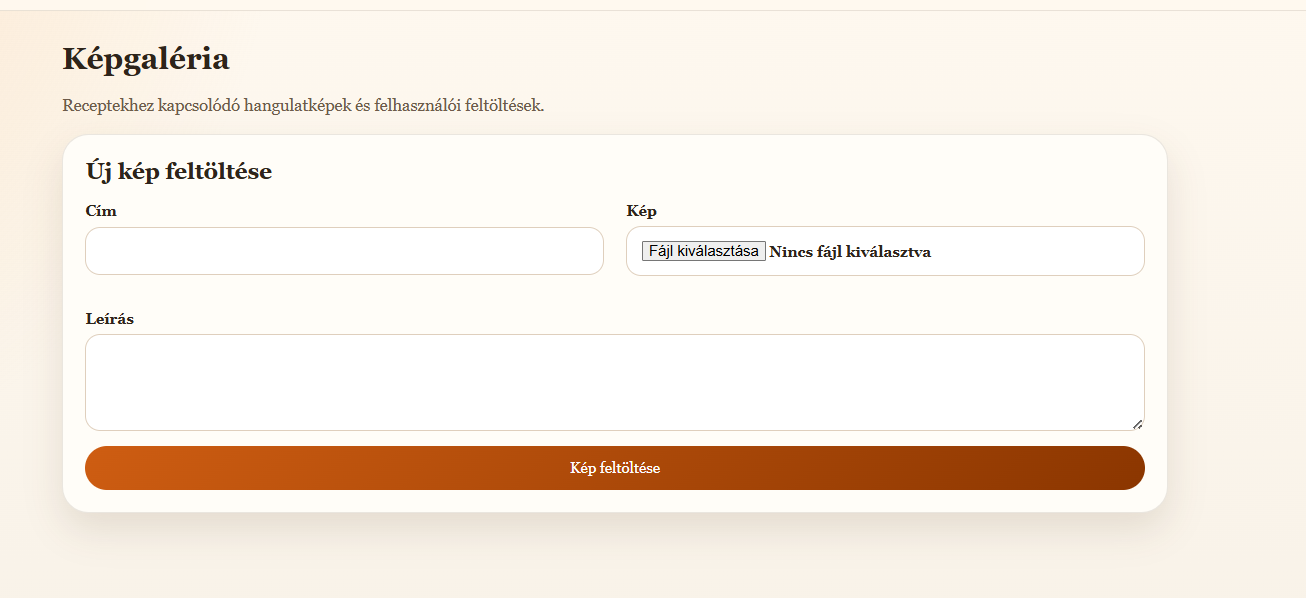 Képgaléria
Receptekhez kapcsolódó hangulatképek és felhasználói feltöltések.
Új kép feltöltése
Cím
Kép
Fájl kiválasztása Nincs fájl kiválasztva
Leírás
Kép feltöltése